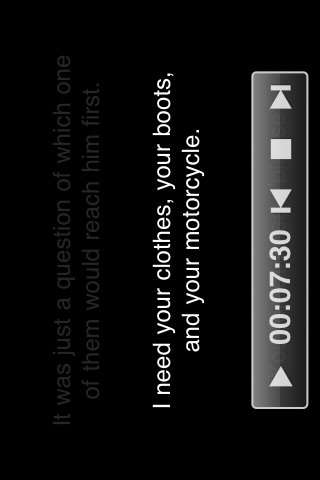 It was just a question of which one
of them would reach him first.
I need your clothes, your boots,
and your motorcycle.
00:07:30